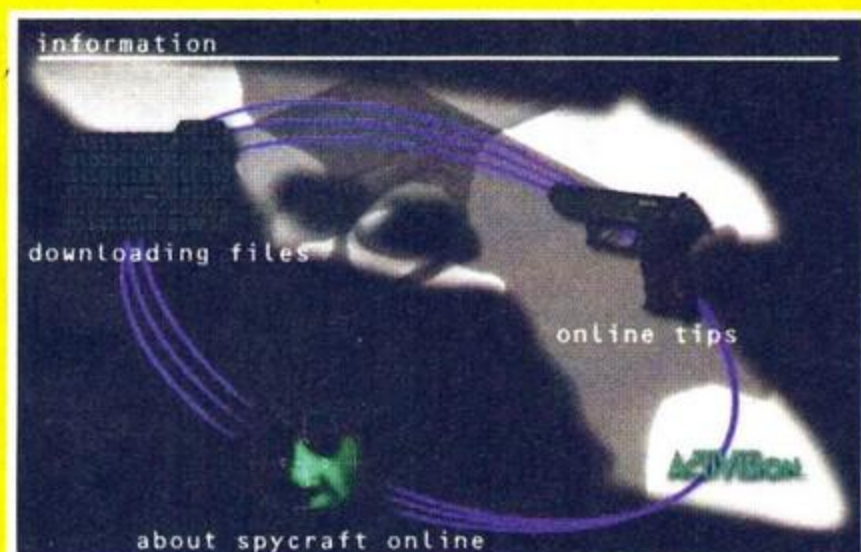 information
downloading files
online tips
ACTIVISION
about spycraft online